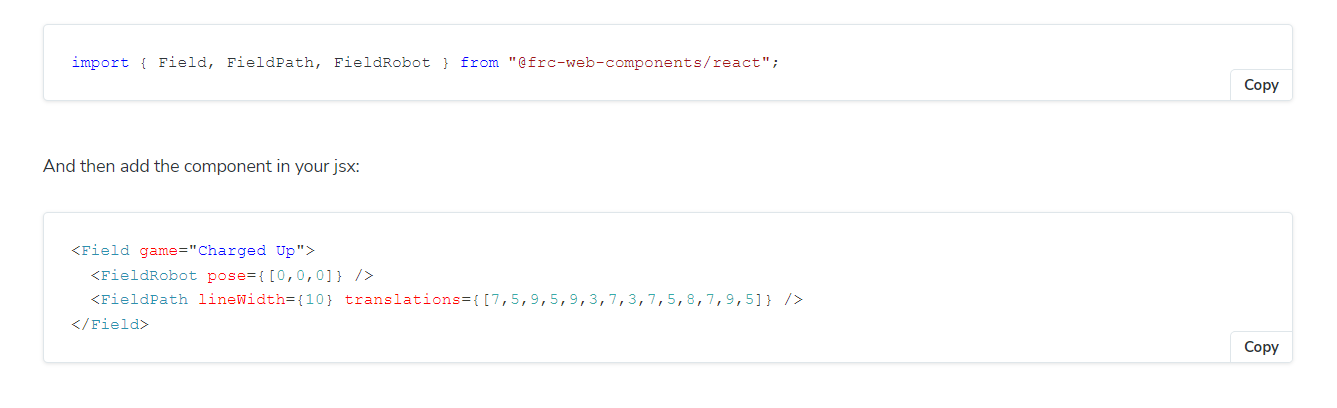 import { Field, FieldPath, FieldRobot } from "@frc-web-components/react";
Copy
And then add the component in your jsx:
<Field game="Charged Up">
  <FieldRobot pose={[0,0,0]} />
  <FieldPath lineWidth={10} translations={[7,5,9,5,9,3,7,3,7,5,8,7,9,5]} />
</Field>
Copy